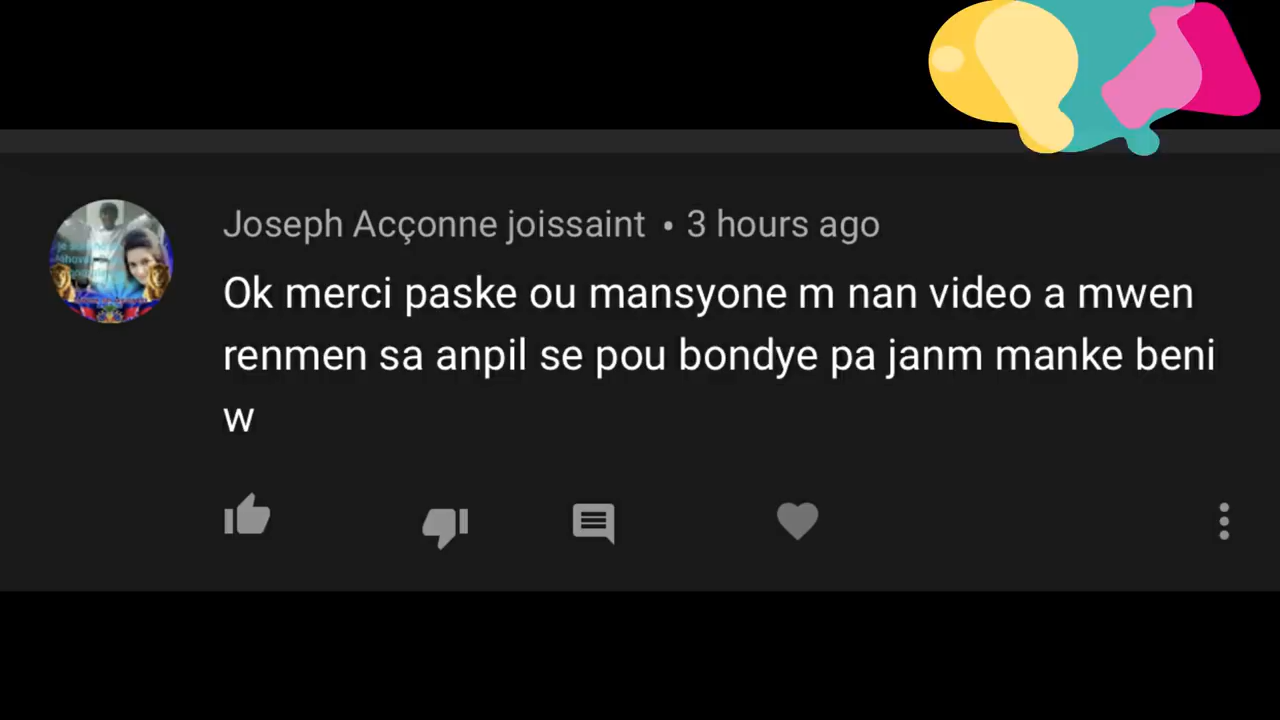 Joseph Acçonne joissaint • 3 hours ago
Ok merci paske ou mansyone m nan video a mwen
renmen sa anpil se pou bondye pa janm manke beni
w